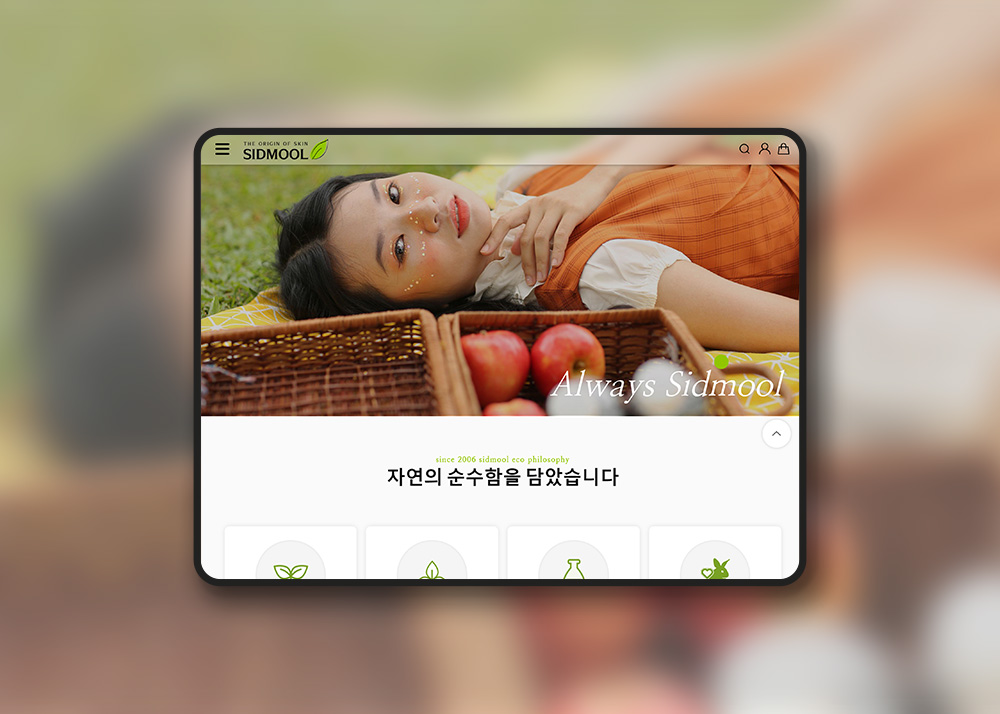 THE ORIGIN OF SKIN
SIDMOOL
Always Sidmool
since 2006 sidmool eco philosophy
자연의 순수함을 담았습니다